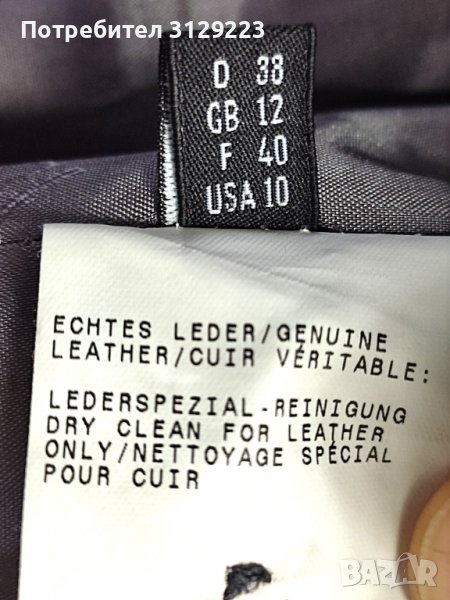 Потребител 3129223
D 38
GB 12
F 40
USA 10
ECHTES LEDER/GENUINE
LEATHER/CUIR VÉRITABLE:
LEDERSPEZIAL-REINIGUNG
DRY CLEAN FOR LEATHER
ONLY/NETTOYAGE SPÉCIAL
POUR CUIR
BAZAR